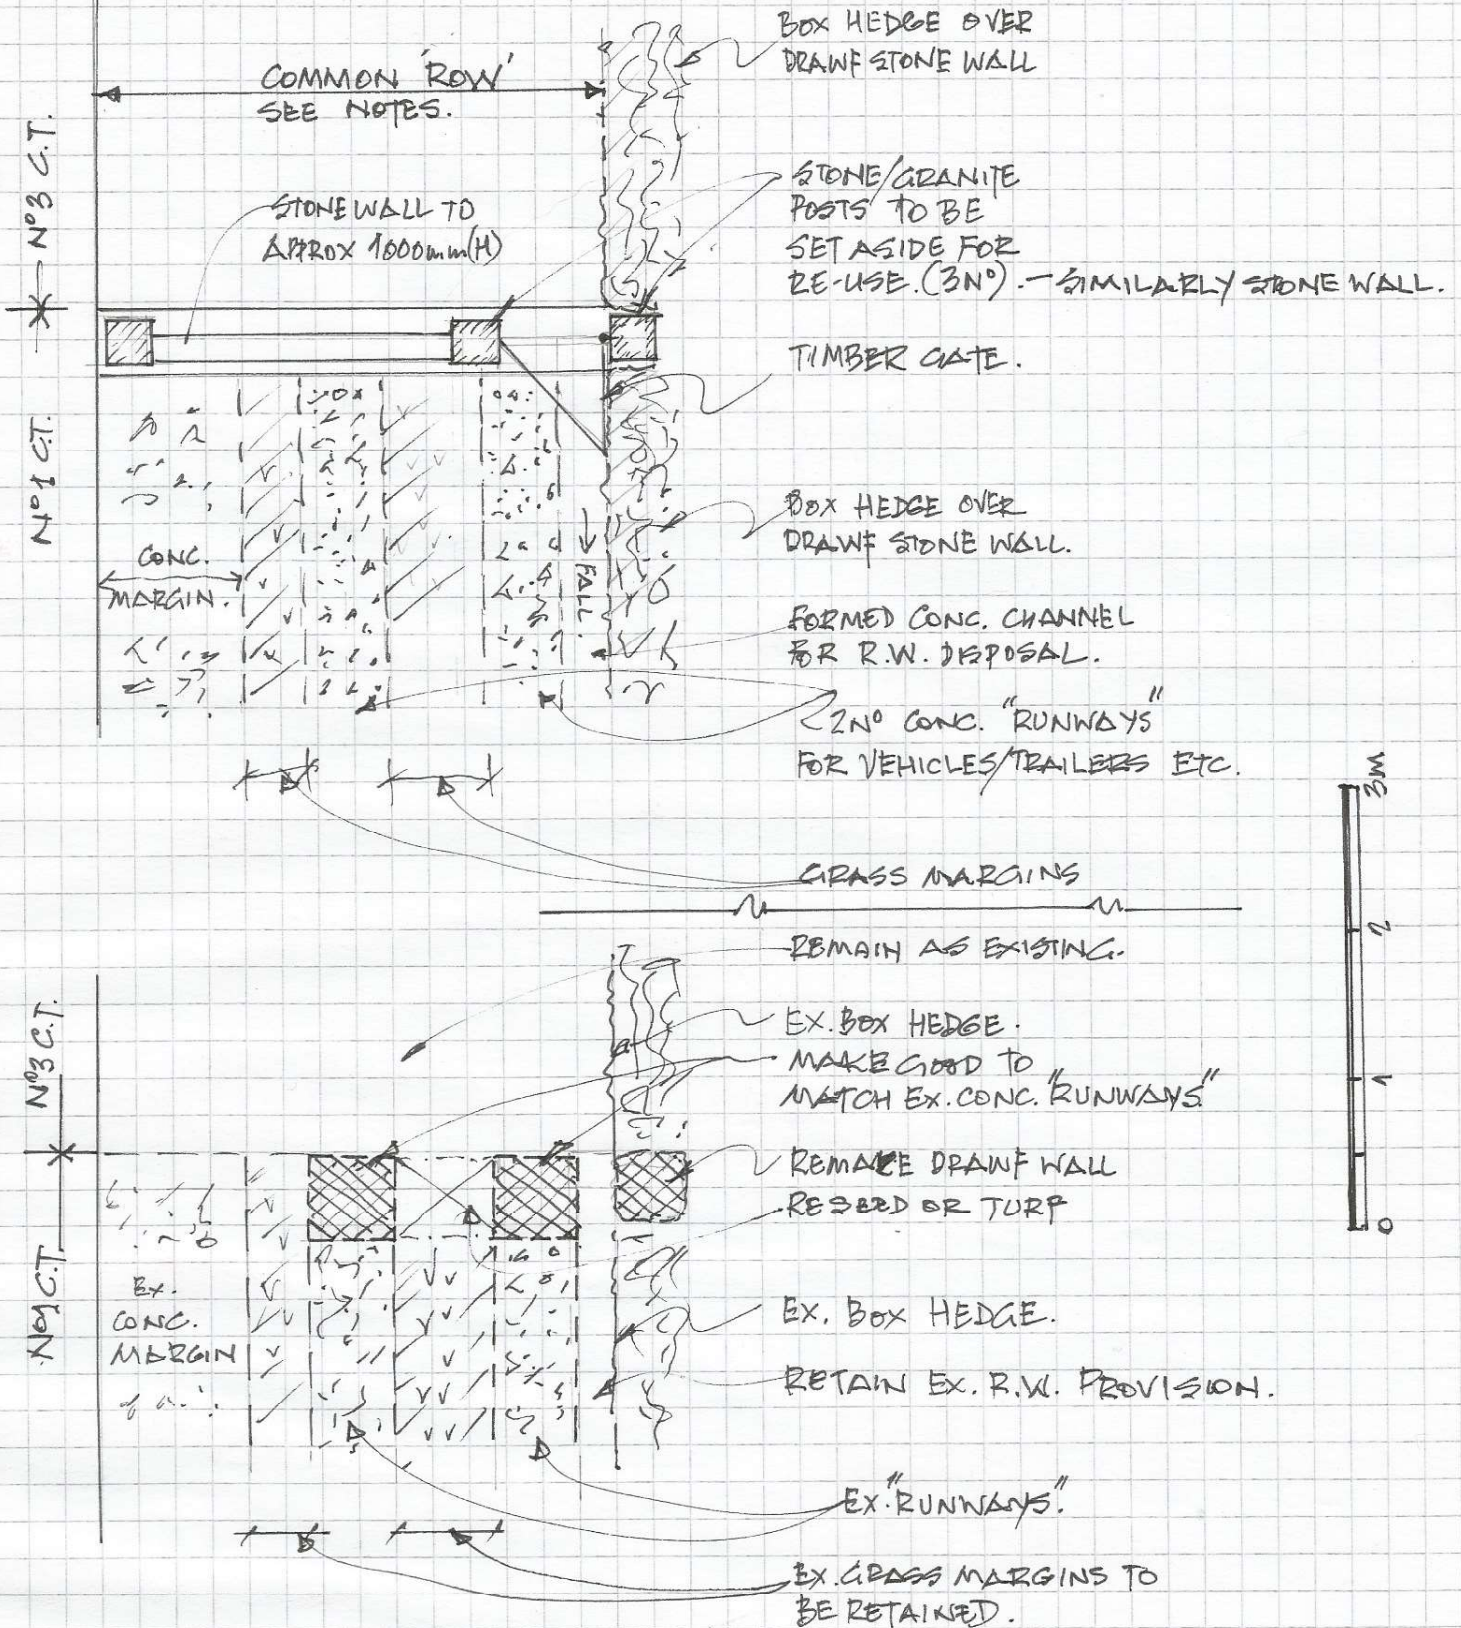 BOX HEDGE OVER
DRAWF STONE WALL
COMMON 'ROW'
SEE NOTES.
Nº3 C.T.
STONE WALL TO
APPROX 1000mm(H)
STONE/GRANITE
POSTS TO BE
SET ASIDE FOR
RE-USE.(3Nº).-SIMILARLY STONE WALL.
TIMBER GATE.
Nº1 C.T.
CONC.
MARGIN.
FALL.
BOX HEDGE OVER
DRAWF STONE WALL.
FORMED CONC. CHANNEL
FOR R.W. DISPOSAL.
2Nº CONC. "RUNWAYS"
FOR VEHICLES/TRAILERS ETC.
GRASS MARGINS
3M
2
1
0
REMAIN AS EXISTING.
Nº3 C.T.
EX. BOX HEDGE.
MAKE GOOD TO
MATCH EX. CONC. "RUNWAYS"
REMAKE DRAWF WALL
RESEED OR TURF
Nº1 C.T.
EX.
CONC.
MARGIN
EX. BOX HEDGE.
RETAIN EX. R.W. PROVISION.
EX. "RUNWAYS".
EX. GRASS MARGINS TO
BE RETAINED.